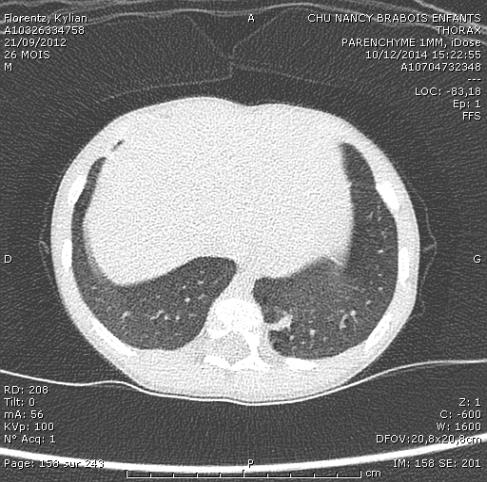 Florentz, Kylian
A10326334758
21/09/2012
26 MOIS
M
A
CHU NANCY BRABOIS ENFANTS
THORAX
PARENCHYME 1MM, iDose
10/12/2014 15:22:55
A10704732348
---
LOC: -83,18
Ep: 1
FFS
D
G
RD: 208
Tilt: 0
mA: 56
KVp: 100
N° Acq: 1
Page: 158 sur 243
P
cm
Z: 1
C: -600
W: 1600
DFOV:20,8x20,8cm
IM: 158 SE: 201